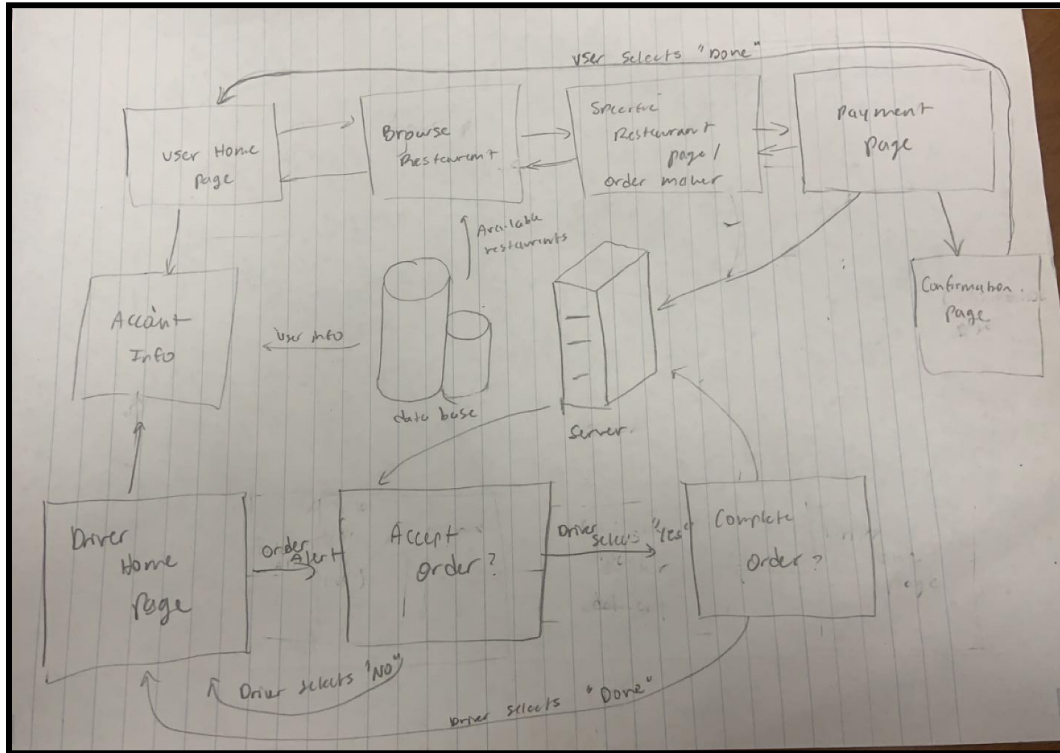 User selects "Done"
User Home
Page
Browse
Restaurant
Specific
Restaurant
page/
order maker
Payment
Page
Available
restaurants
Account
Info
User info
data base
Server.
Confirmation
Page
Driver
Home
Page
Order
Alert
Accept
Order?
Driver
Selects "Yes"
Complete
Order?
Driver selects "NO"
Driver selects "Done"